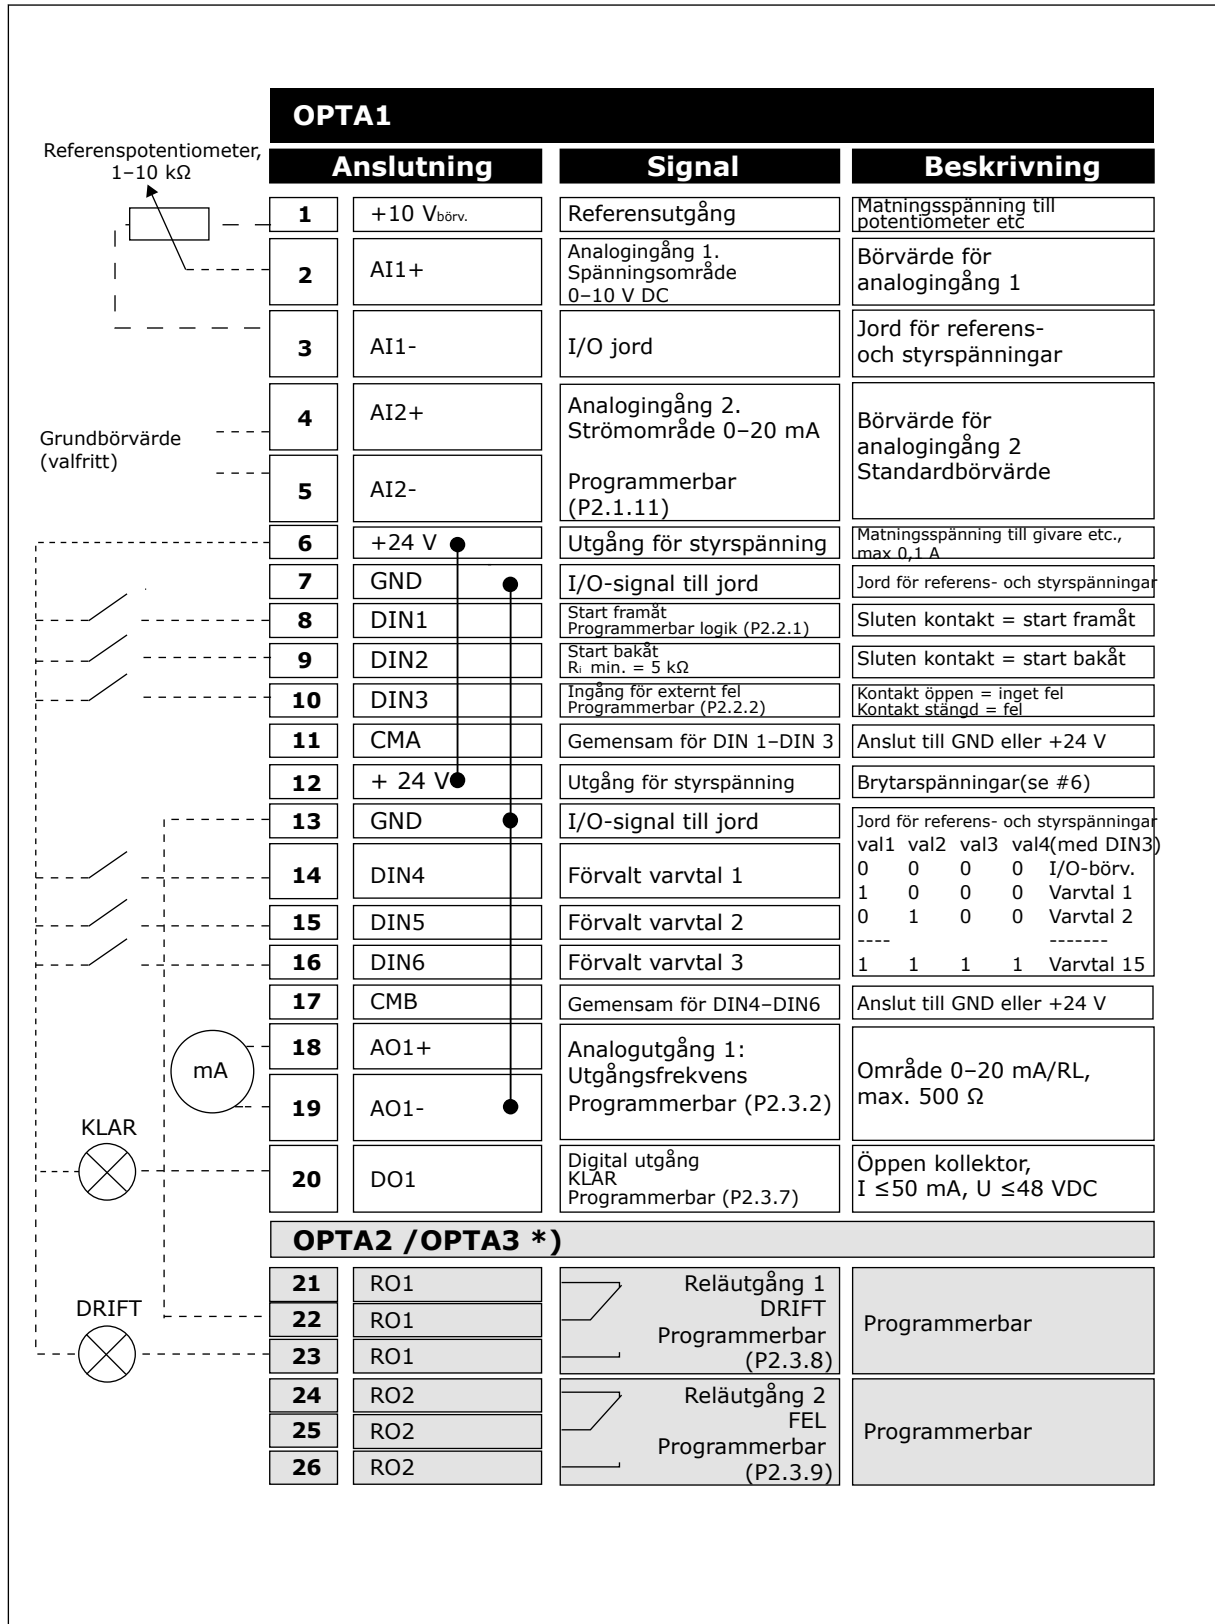 OPTA1
Referenspotentiometer,
1–10 kΩ
Anslutning Signal Beskrivning
1 +10 Vbörv. Referensutgång
Matningsspänning till
potentiometer etc
2 AI1+
Analogingång 1.
Spänningsområde
0–10 V DC
Börvärde för
analogingång 1
3 AI1- I/O jord
Jord för referens-
och styrspänningar
Grundbörvärde
(valfritt)
4 AI2+
Analogingång 2.
Strömområde 0–20 mA
5 AI2-
Programmerbar
(P2.1.11)
Börvärde för
analogingång 2
Standardbörvärde
6 +24 V Utgång för styrspänning
Matningsspänning till givare etc.,
max 0,1 A
7 GND I/O-signal till jord Jord för referens- och styrspänningar
8 DIN1
Start framåt
Programmerbar logik (P2.2.1)
Sluten kontakt = start framåt
9 DIN2
Start bakåt
Ri min. = 5 kΩ
Sluten kontakt = start bakåt
10 DIN3
Ingång för externt fel
Programmerbar (P2.2.2)
Kontakt öppen = inget fel
Kontakt stängd = fel
11 CMA Gemensam för DIN 1–DIN 3 Anslut till GND eller +24 V
12 + 24 V Utgång för styrspänning Brytarspänningar(se #6)
13 GND I/O-signal till jord Jord för referens- och styrspänningar
val1 val2 val3 val4(med DIN3)
0 0 0 0 I/O-börv.
14 DIN4 Förvalt varvtal 1
1 0 0 0 Varvtal 1
15 DIN5 Förvalt varvtal 2
0 1 0 0 Varvtal 2
---- -------
16 DIN6 Förvalt varvtal 3
1 1 1 1 Varvtal 15
17 CMB Gemensam för DIN4–DIN6 Anslut till GND eller +24 V
mA
18 AO1+
Analogutgång 1:
Utgångsfrekvens
Programmerbar (P2.3.2)
19 AO1-
Område 0–20 mA/RL,
max. 500 Ω
KLAR
20 DO1
Digital utgång
KLAR
Programmerbar (P2.3.7)
Öppen kollektor,
I ≤50 mA, U ≤48 VDC
OPTA2 /OPTA3 *)
DRIFT
21 RO1
22 RO1
23 RO1
Reläutgång 1
DRIFT
Programmerbar
(P2.3.8)
Programmerbar
24 RO2
25 RO2
26 RO2
Reläutgång 2
FEL
Programmerbar
(P2.3.9)
Programmerbar